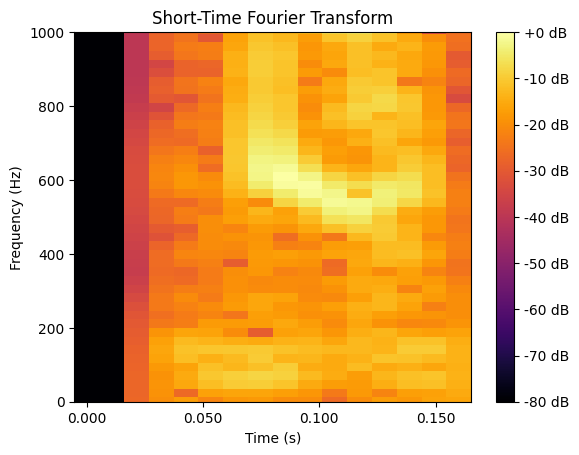 Short-Time Fourier Transform
1000
800
600
400
200
0
Frequency (Hz)
0.000
0.050
0.100
0.150
Time (s)
+0 dB
-10 dB
-20 dB
-30 dB
-40 dB
-50 dB
-60 dB
-70 dB
-80 dB